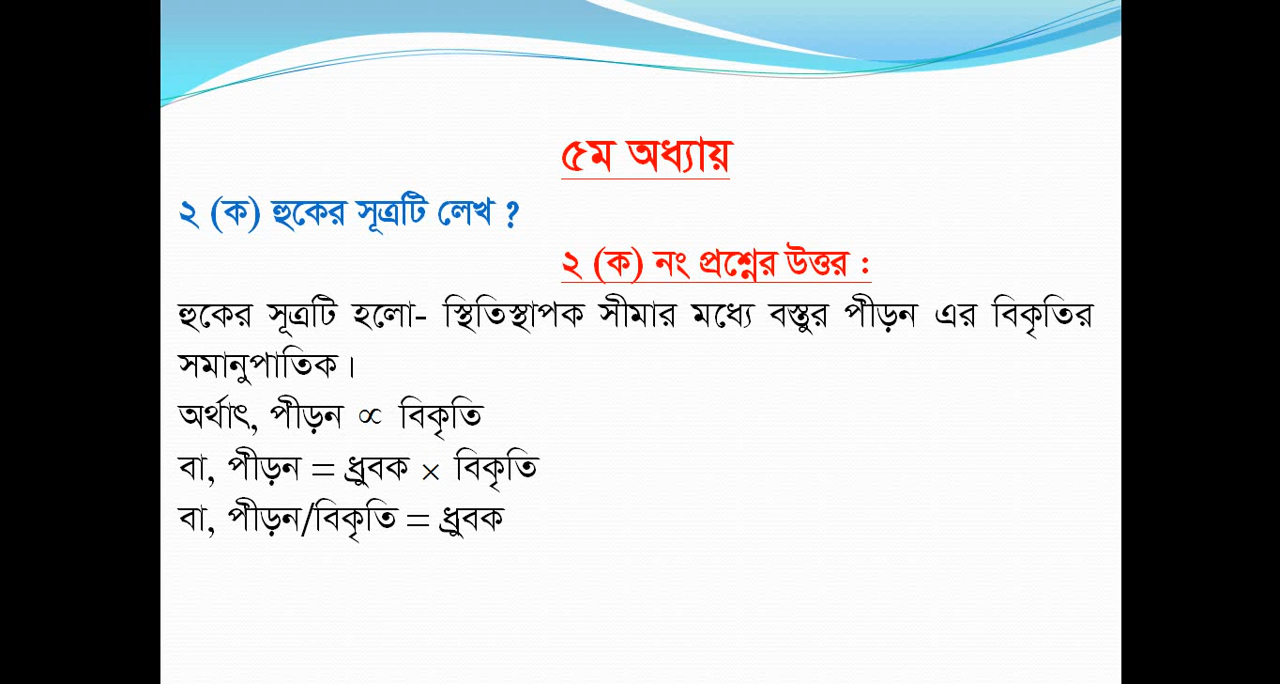 ৫ম অধ্যায়
২ (ক) হুকের সূত্রটি লেখ ?
২ (ক) নং প্রশ্নের উত্তর :
হুকের সূত্রটি হলো- স্থিতিস্থাপক সীমার মধ্যে বস্তুর পীড়ন এর বিকৃতির
সমানুপাতিক।
অর্থাৎ, পীড়ন ∝ বিকৃতি
বা, পীড়ন = ধ্রুবক × বিকৃতি
বা, পীড়ন/বিকৃতি = ধ্রুবক